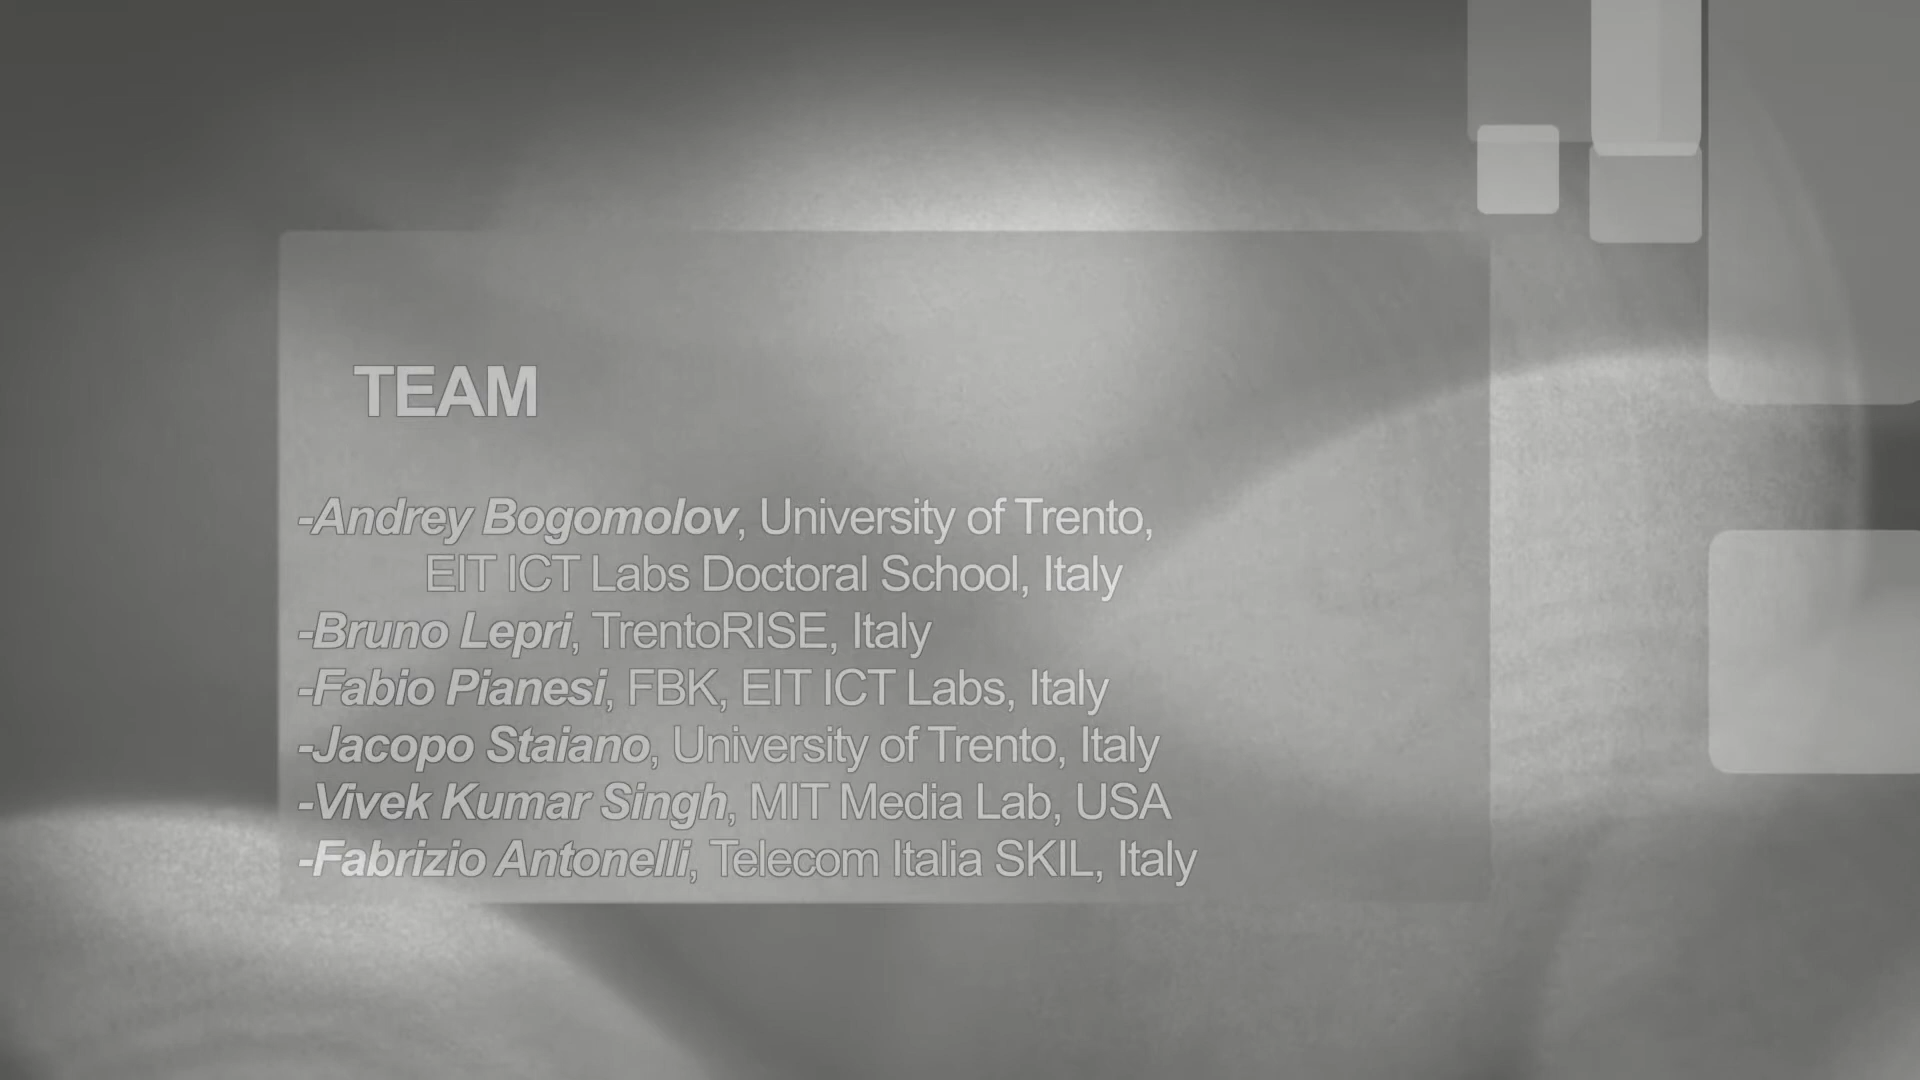 TEAM
-Andrey Bogomolov, University of Trento,
EIT ICT Labs Doctoral School, Italy
-Bruno Lepri, TrentoRISE, Italy
-Fabio Pianesi, FBK, EIT ICT Labs, Italy
-Jacopo Staiano, University of Trento, Italy
-Vivek Kumar Singh, MIT Media Lab, USA
-Fabrizio Antonelli, Telecom Italia SKIL, Italy